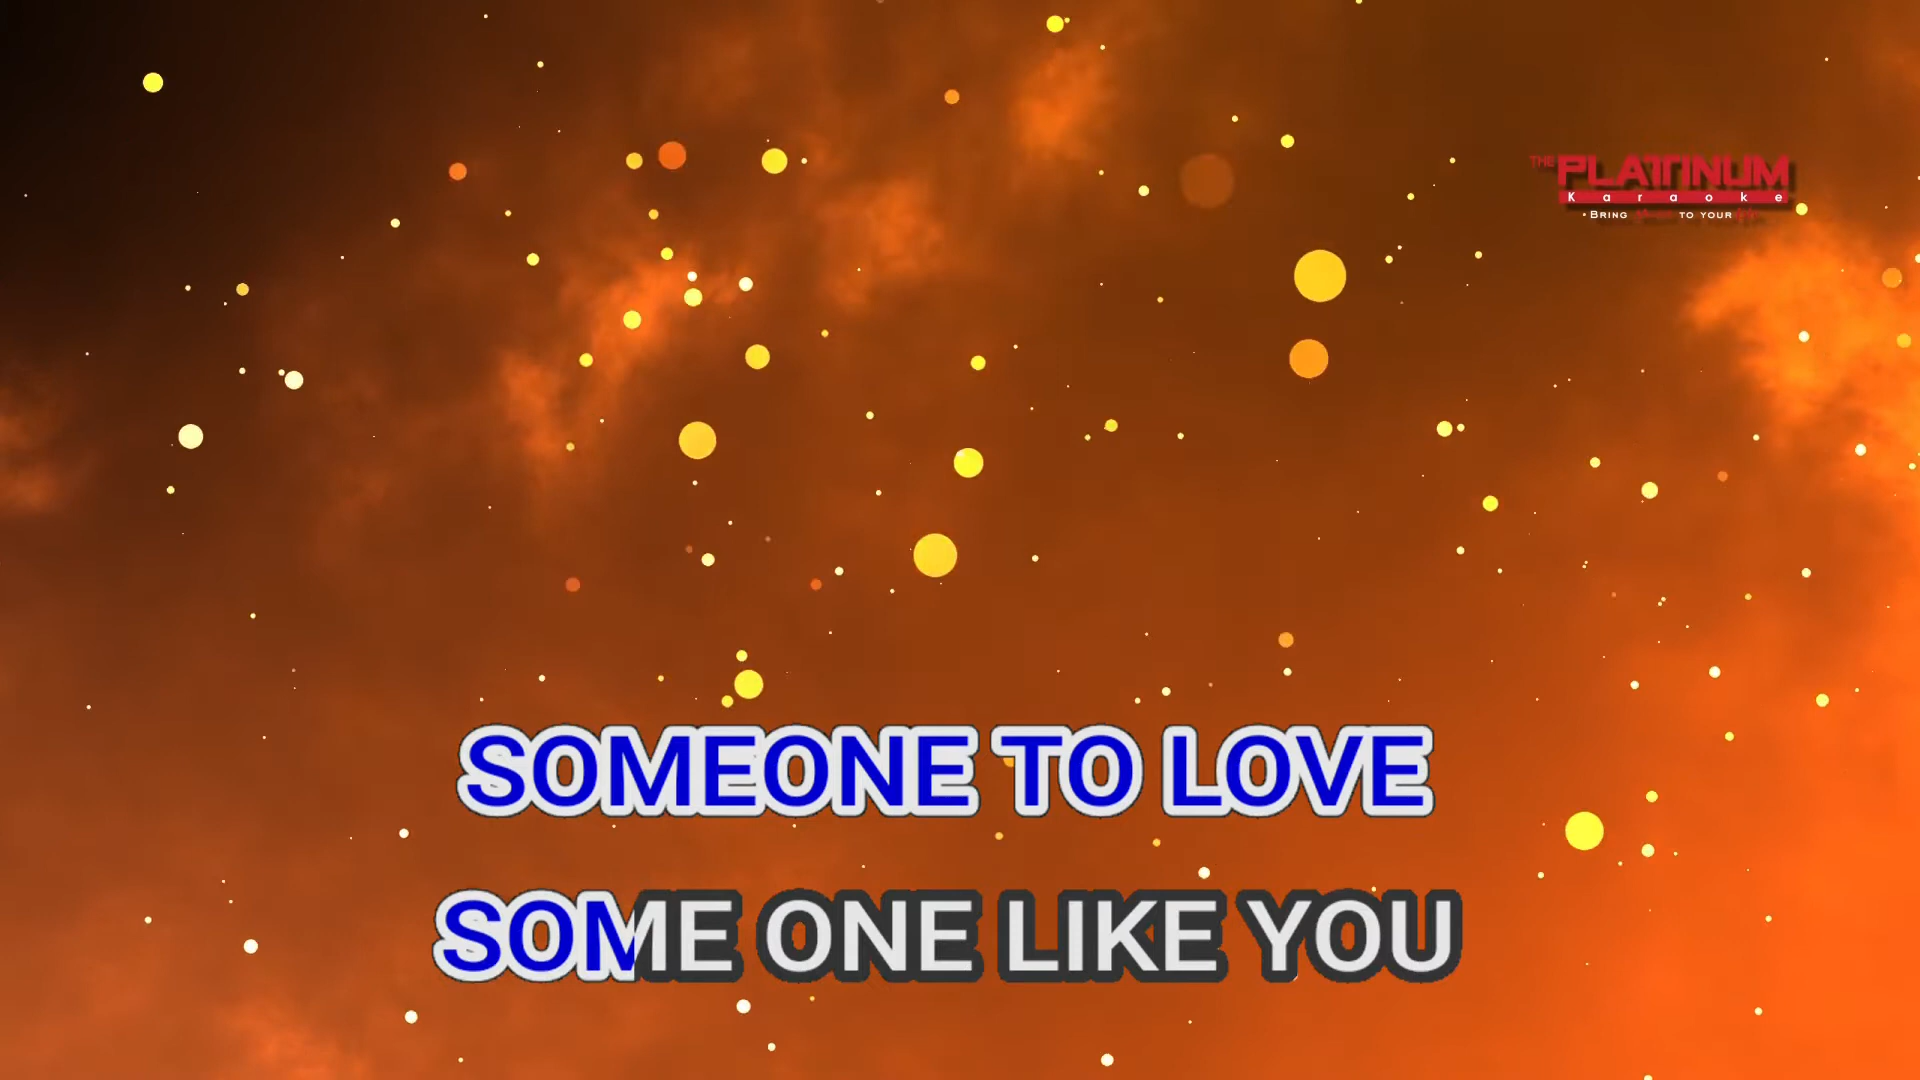 THE PLATINUM
Karaoke
• BRING TO YOUR
SOMEONE TO LOVE
SOME ONE LIKE YOU